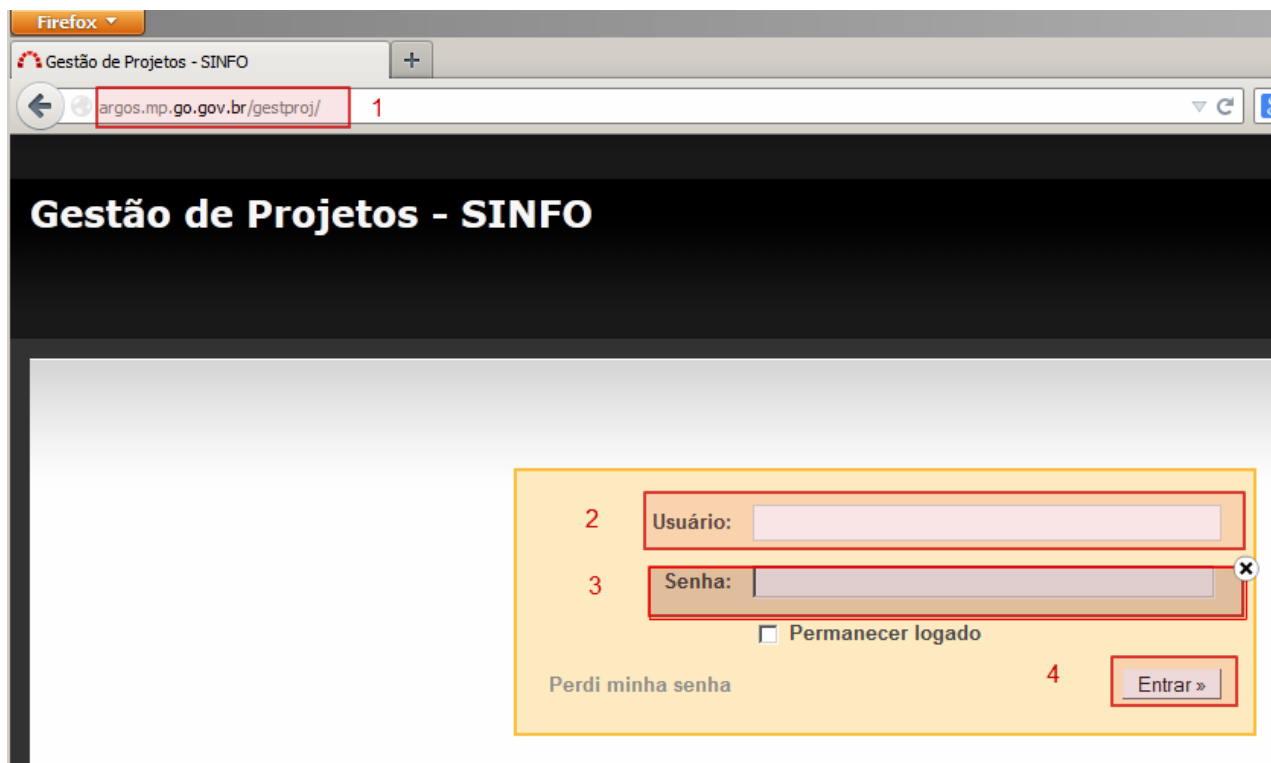 Firefox
Gestão de Projetos - SINFO
argos.mp.go.gov.br/gestproj/ 1
Gestão de Projetos - SINFO
2 Usuário:
3 Senha:
Permanecer logado
Perdi minha senha 4 Entrar »